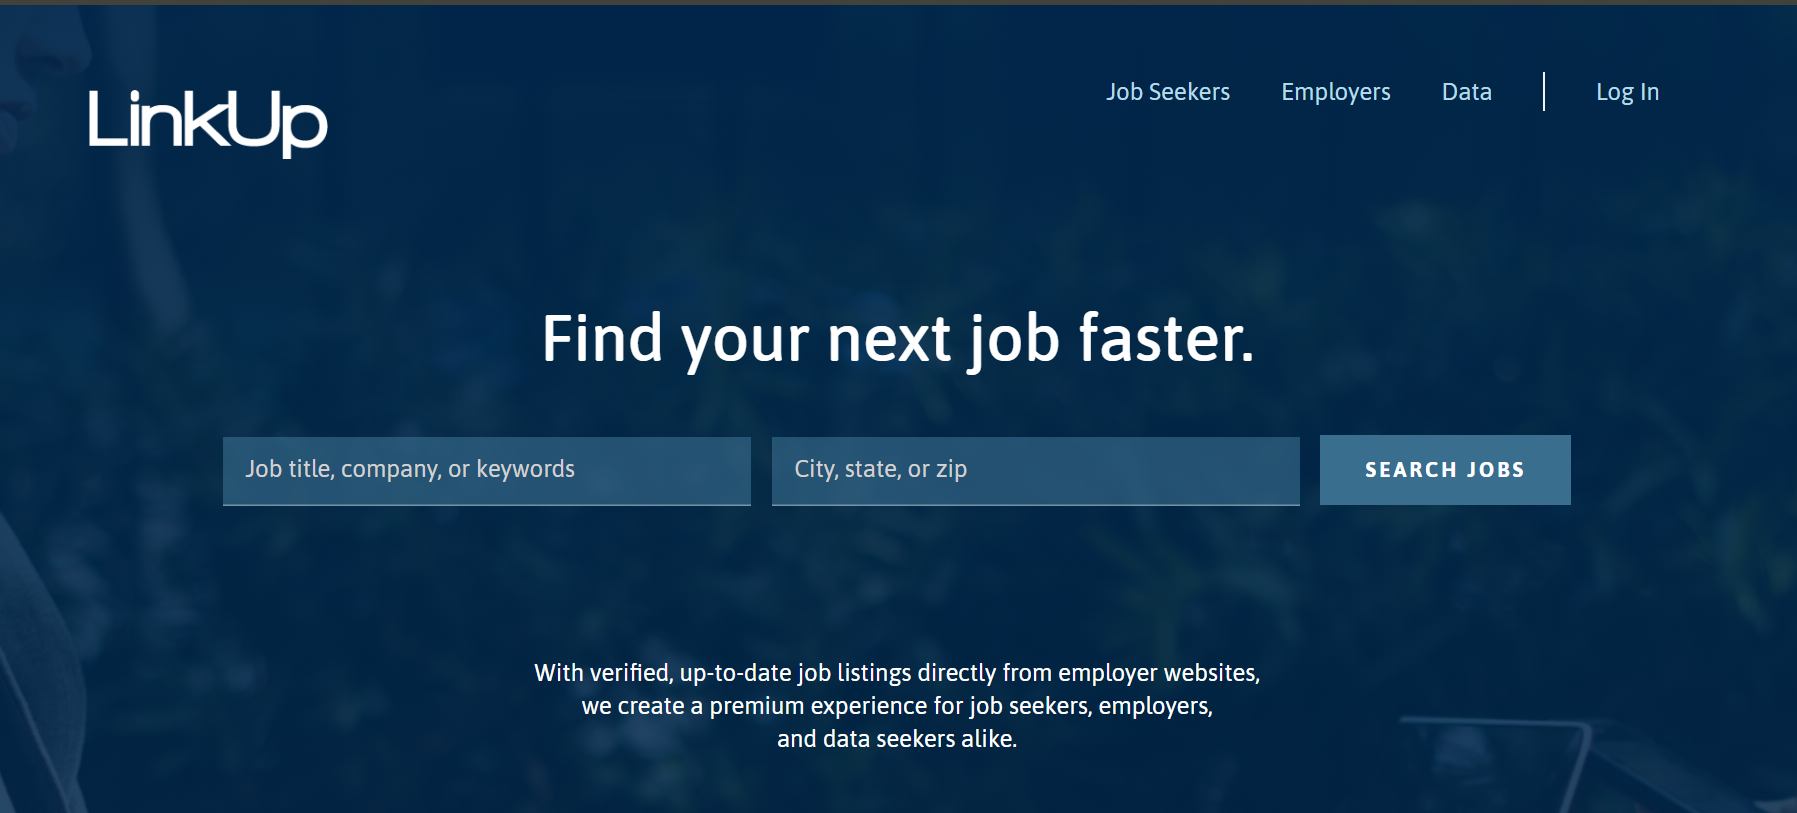 LinkUp
Job Seekers Employers Data Log In
Find your next job faster.
Job title, company, or keywords City, state, or zip SEARCH JOBS
With verified, up-to-date job listings directly from employer websites,
we create a premium experience for job seekers, employers,
and data seekers alike.